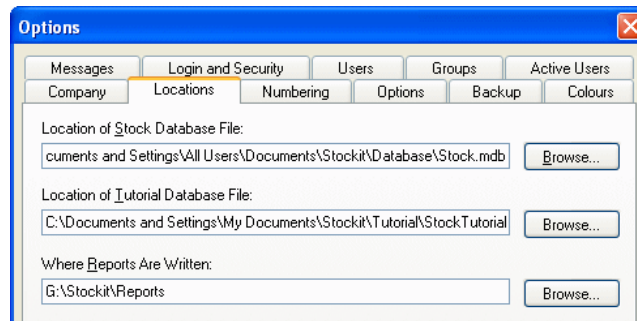 Options
Messages Login and Security Users Groups Active Users
Company Locations Numbering Options Backup Colours
Location of Stock Database File:
cuments and Settings\All Users\Documents\Stockit\Database\Stock.mdb Browse...
Location of Tutorial Database File:
C:\Documents and Settings\My Documents\Stockit\Tutorial\StockTutorial Browse...
Where Reports Are Written:
G:\Stockit\Reports Browse...